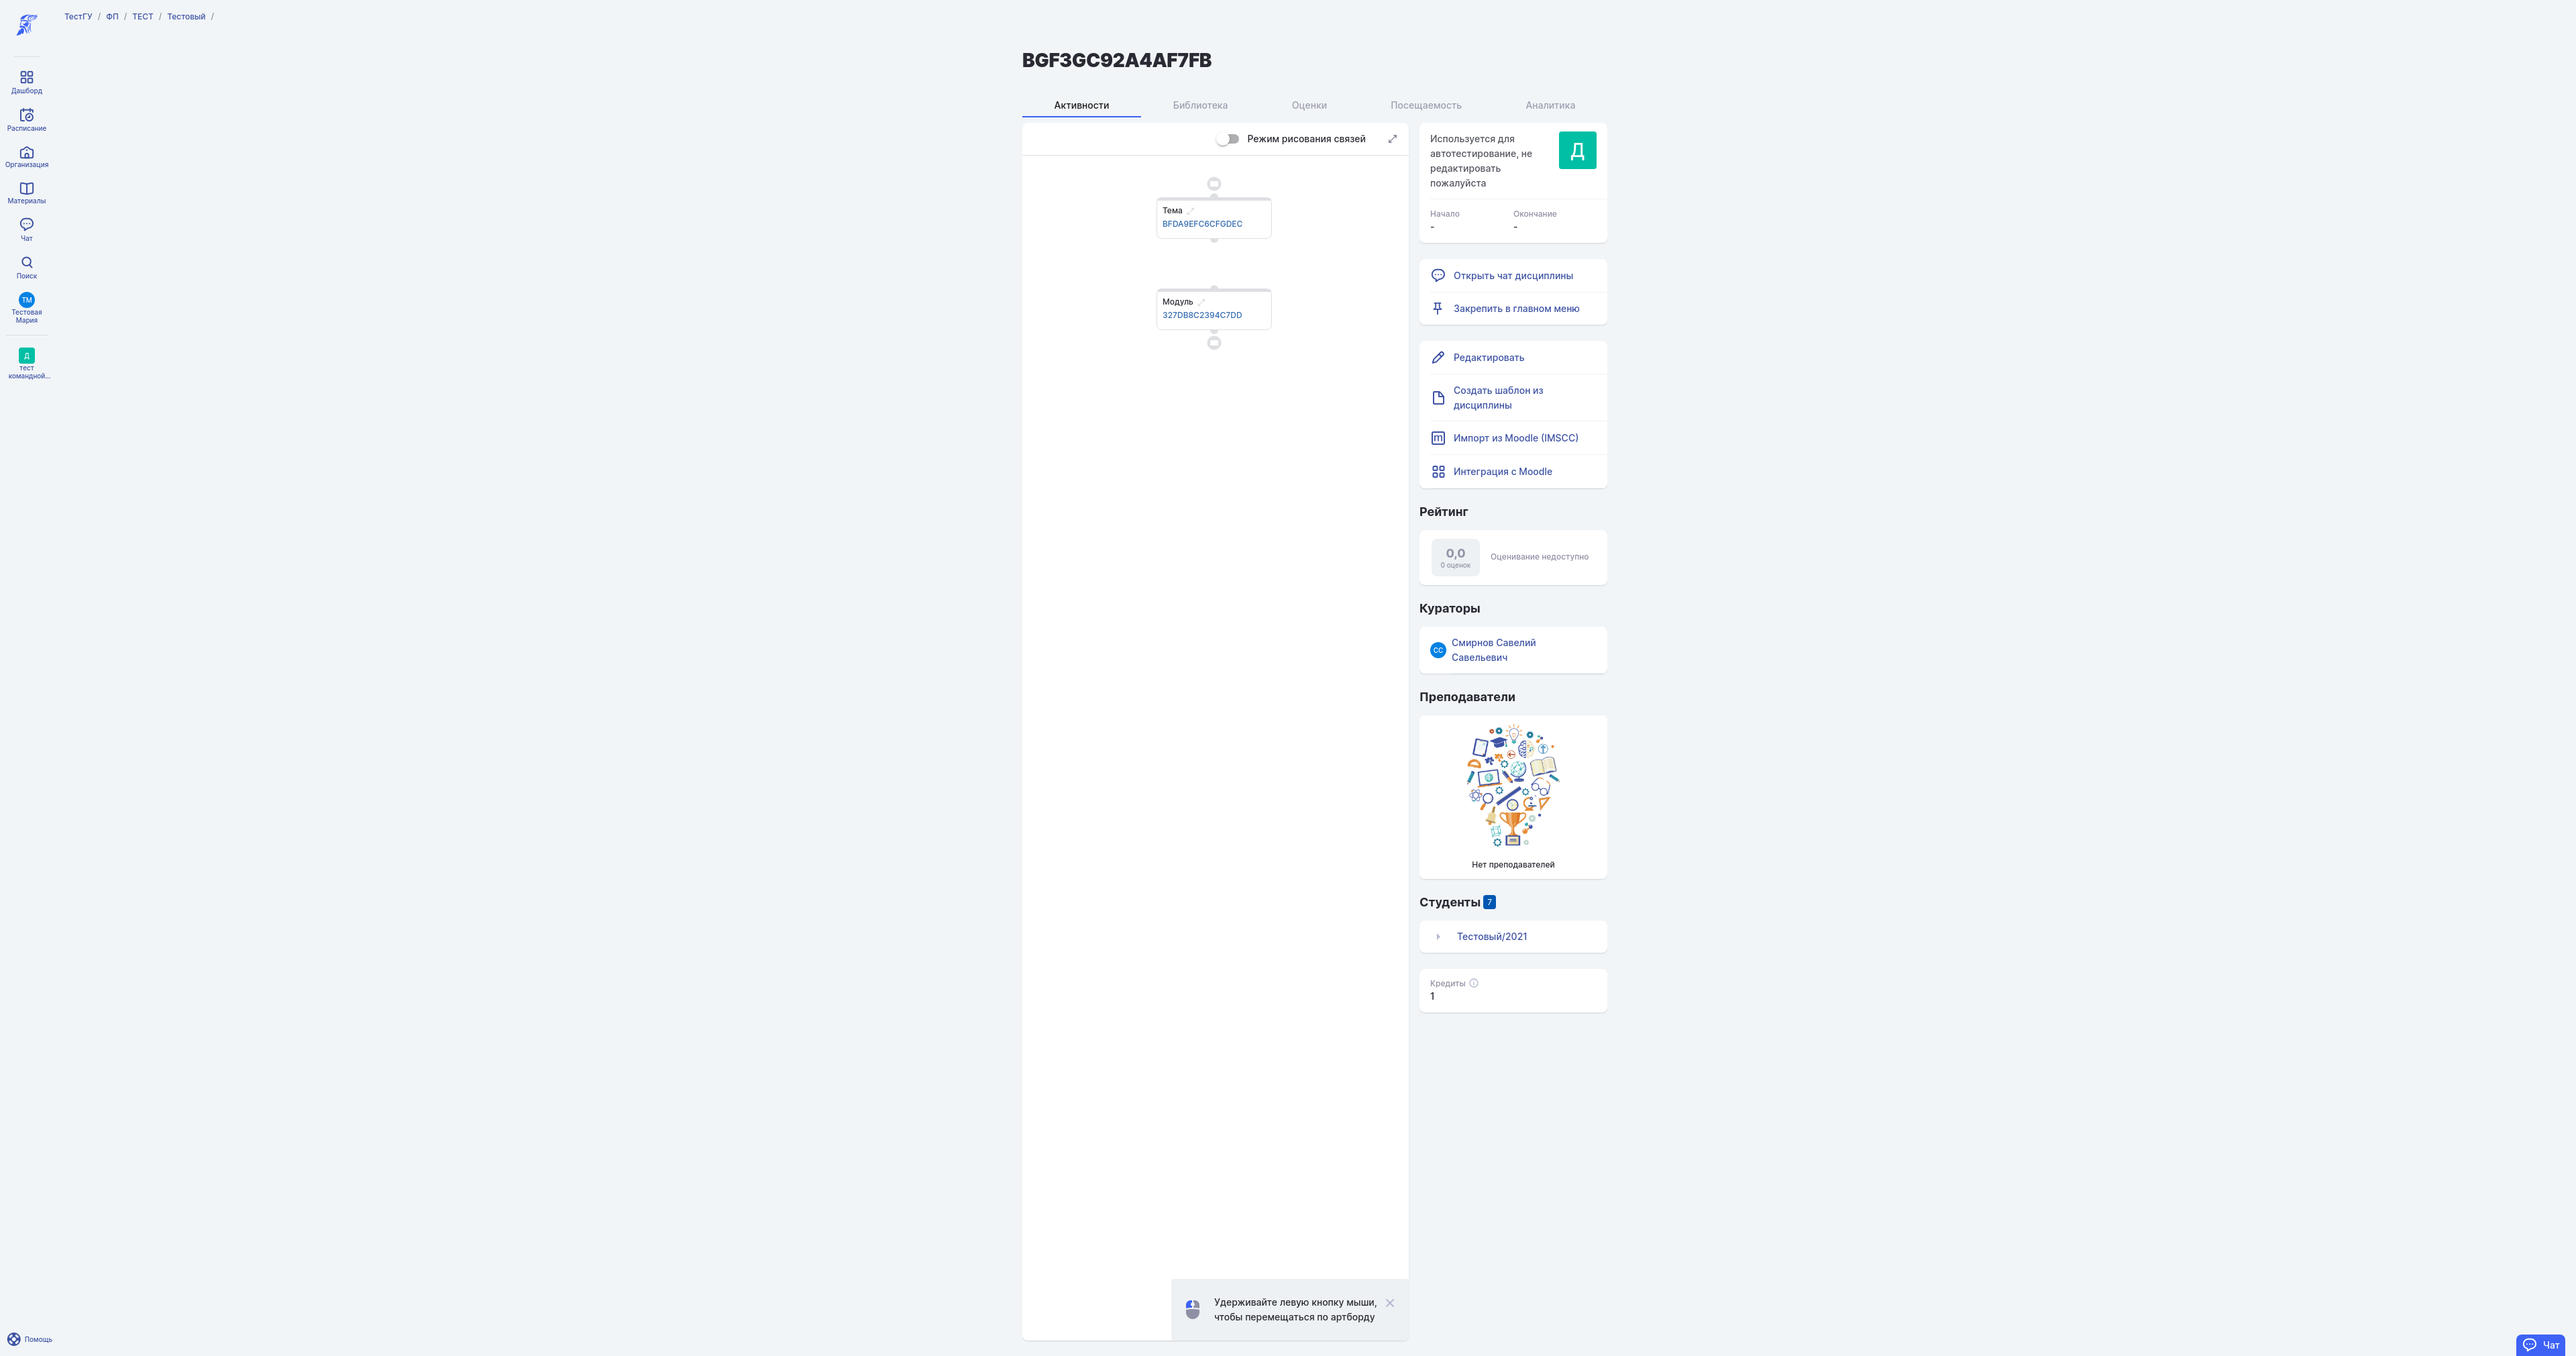 ТестГУ / ФП / ТЕСТ / Тестовый /
Дашборд
Расписание
Организация
Материалы
Чат
Поиск
ТМ
Тестовая
Мария
Д
тест
командной...
Помощь
BGF3GC92A4AF7FB
Активности
Библиотека
Оценки
Посещаемость
Аналитика
Режим рисования связей
Тема
BFDA9EFC6CFGDEC
Модуль
327DB8C2394C7DD
Удерживайте левую кнопку мыши,
чтобы перемещаться по артборду
Используется для
автотестирование, не
редактировать
пожалуйста
Д
Начало
Окончание
-
-
Открыть чат дисциплины
Закрепить в главном меню
Редактировать
Создать шаблон из
дисциплины
Импорт из Moodle (IMSCC)
Интеграция с Moodle
Рейтинг
0,0
0 оценок
Оценивание недоступно
Кураторы
СС
Смирнов Савелий
Савельевич
Преподаватели
Нет преподавателей
Студенты 7
Тестовый/2021
Кредиты
1
Чат